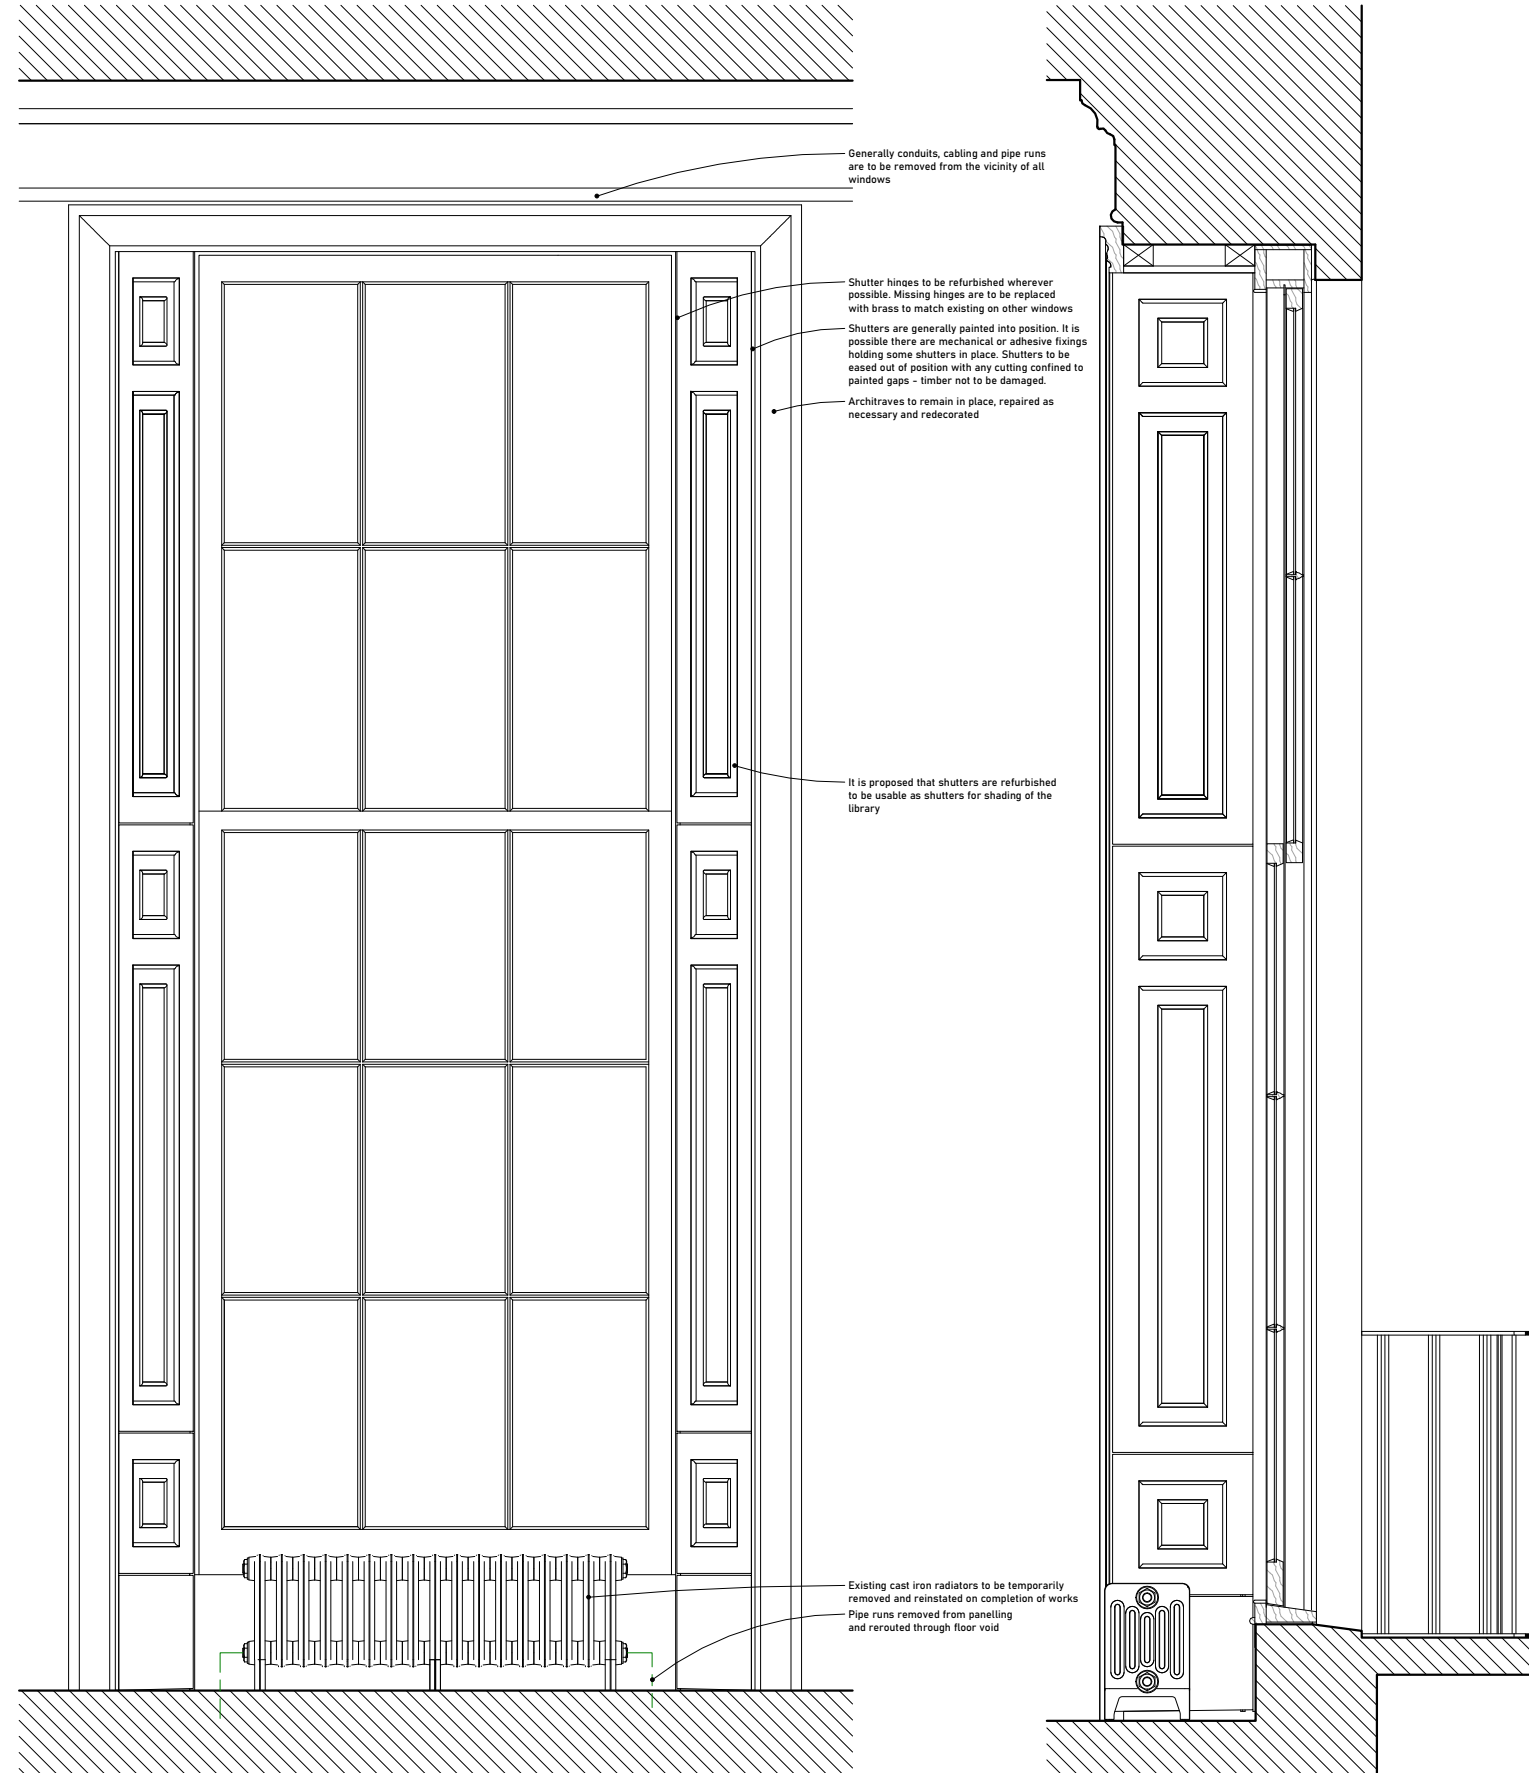 Generally conduits, cabling and pipe runs
are to be removed from the vicinity of all
windows
Shutter hinges to be refurbished wherever
possible. Missing hinges are to be replaced
with brass to match existing on other windows
Shutters are generally painted into position. It is
possible there are mechanical or adhesive fixings
holding some shutters in place. Shutters to be
eased out of position with any cutting confined to
painted gaps - timber not to be damaged.
Architraves to remain in place, repaired as
necessary and redecorated
It is proposed that shutters are refurbished
to be usable as shutters for shading of the
library
Existing cast iron radiators to be temporarily
removed and reinstated on completion of works
Pipe runs removed from panelling
and rerouted through floor void